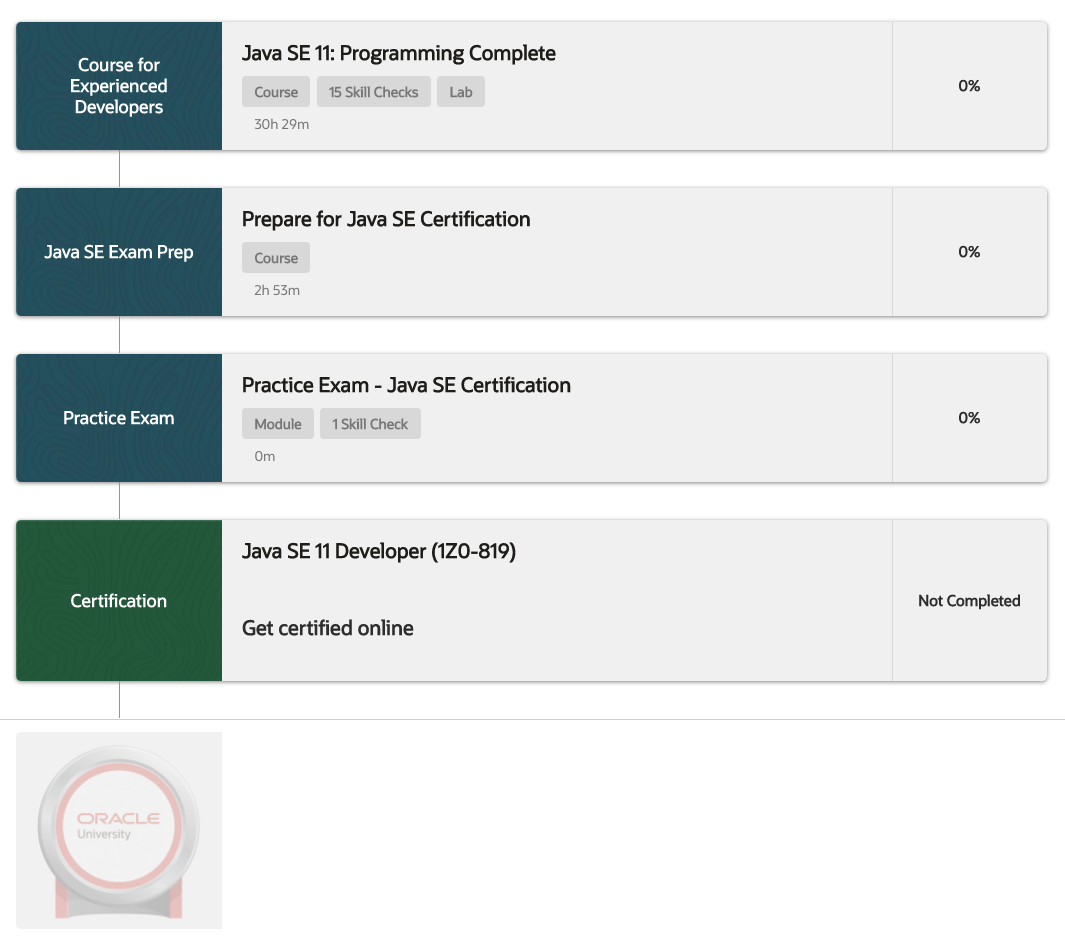 Course for
Experienced
Developers
Java SE 11: Programming Complete
Course
15 Skill Checks
Lab
30h 29m
0%
Java SE Exam Prep
Prepare for Java SE Certification
Course
2h 53m
0%
Practice Exam
Practice Exam - Java SE Certification
Module
1 Skill Check
0m
0%
Certification
Java SE 11 Developer (1Z0-819)
Get certified online
Not Completed
ORACLE
University